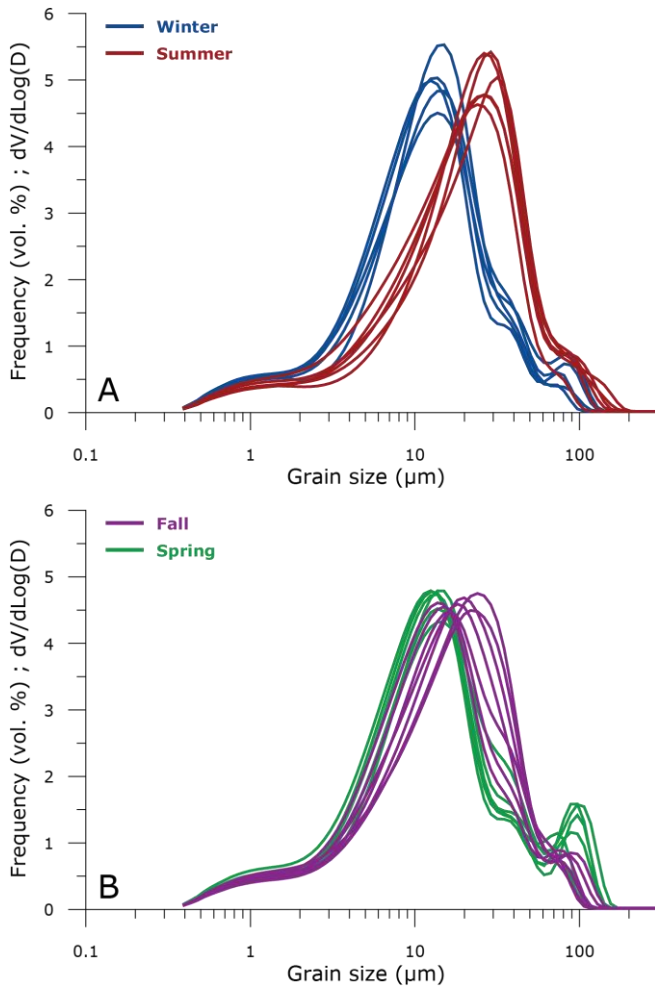 Frequency (vol. %) ; dV/dLog(D)
6
5
4
3
2
1
0
Winter
Summer
A
0.1
1
10
100
Grain size (µm)
Frequency (vol. %) ; dV/dLog(D)
6
5
4
3
2
1
0
Fall
Spring
B
0.1
1
10
100
Grain size (µm)